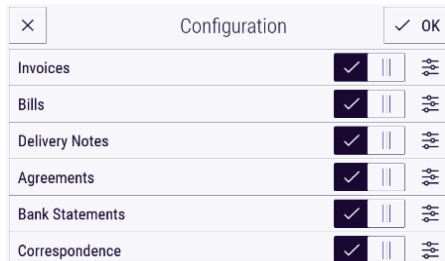 Configuration
OK
Invoices
Bills
Delivery Notes
Agreements
Bank Statements
Correspondence